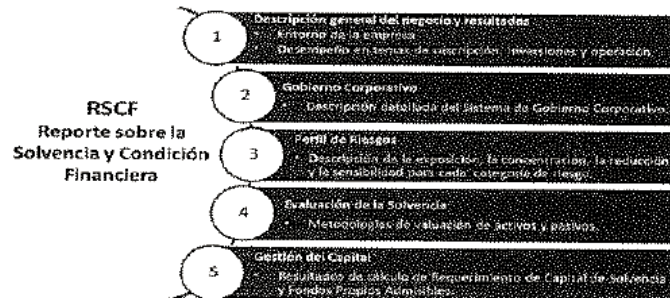 RSCF
Reporte sobre la
Solvencia y Condición
Financiera
1
Descripción general del negocio y resultados
• Entorno de la empresa
• Desempeño en temas de suscripción, inversiones y operación.
2
Gobierno Corporativo
• Descripción detallada del Sistema de Gobierno Corporativo
3
Perfil de Riesgos
• Descripción de la exposición, la concentración, la reducción
y la sensibilidad para cada categoría de riesgo.
4
Evaluación de la Solvencia
• Metodologías de valuación de activos y pasivos.
5
Gestión del Capital
• Resultados de cálculo de Requerimiento de Capital de Solvencia
y Fondos Propios Admisibles.